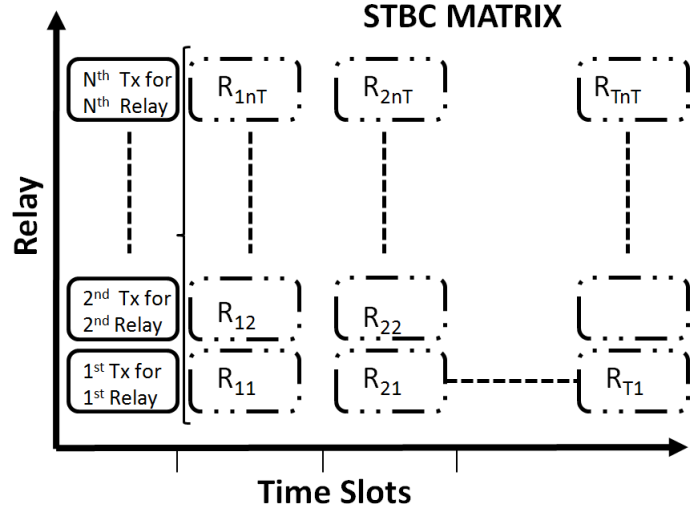 STBC MATRIX
Nth Tx for
Nth Relay
R1nT
R2nT
RTnT
Relay
2nd Tx for
2nd Relay
R12
R22
1st Tx for
1st Relay
R11
R21
RT1
Time Slots